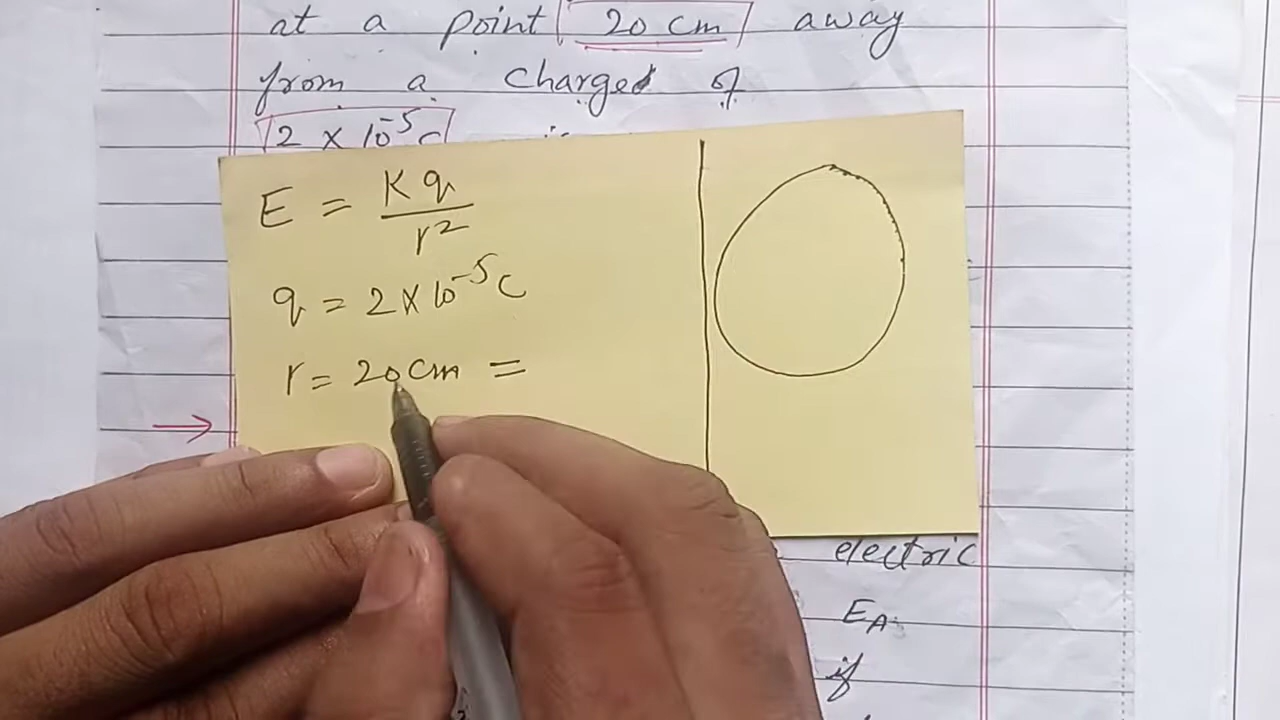 at a point 20 cm away
from a charged of
2 × 10⁻⁵ C
E = Kq / r²
q = 2 × 10⁻⁵ C
r = 20 cm =
electric
E_A
if